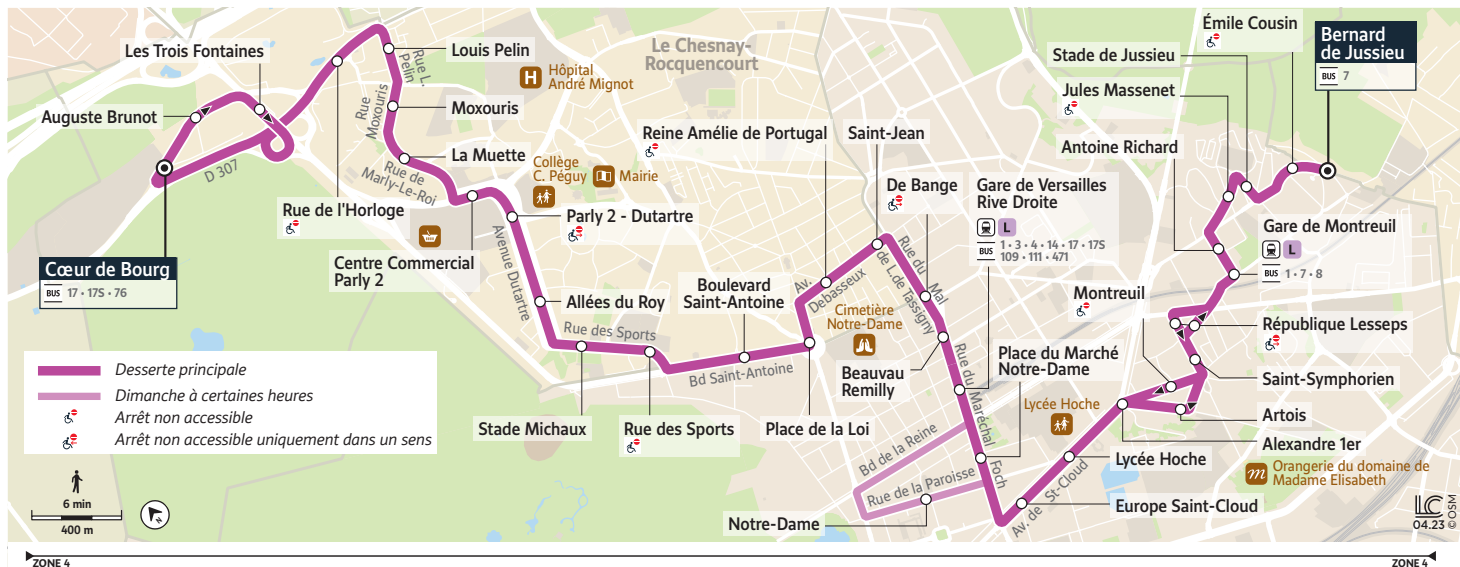 Émile Cousin
Bernard
de Jussieu
BUS 7
Les Trois Fontaines
Louis Pelin
Rue L.
Pelin
Le Chesnay-
Rocquencourt
Stade de Jussieu
H Hôpital
André Mignot
Auguste Brunot
Rue
Moxouris
Moxouris
Jules Massenet
Reine Amélie de Portugal
Saint-Jean
Antoine Richard
La Muette
D 307
Rue de
Marly-Le-Roi
Collège
C. Péguy
Mairie
De Bange
Gare de Versailles
Rive Droite
L
BUS 1 • 3 • 4 • 14 • 17 • 17S
109 • 111 • 471
Rue de l'Horloge
Parly 2 - Dutartre
Gare de Montreuil
L
BUS 1 • 7 • 8
Cœur de Bourg
BUS 17 • 17S • 76
Centre Commercial
Parly 2
Avenue Dutartre
Boulevard
Saint-Antoine
Av.
Debasseux
Rue du Mal
de L.de Tassigny
Montreuil
Allées du Roy
Rue des Sports
Cimetière
Notre-Dame
République Lesseps
Bd Saint-Antoine
Beauvau
Remilly
Rue du Maréchal
Foch
Place du Marché
Notre-Dame
Saint-Symphorien
Desserte principale
Dimanche à certaines heures
Arrêt non accessible
Arrêt non accessible uniquement dans un sens
Stade Michaux
Rue des Sports
Place de la Loi
Lycée Hoche
Artois
Alexandre 1er
Bd de la Reine
Rue de la Paroisse
Lycée Hoche
m Orangerie du domaine de
Madame Elisabeth
Av. de St-Cloud
Europe Saint-Cloud
Notre-Dame
6 min
400 m
N
LC
04.23
© OSM
ZONE 4
ZONE 4